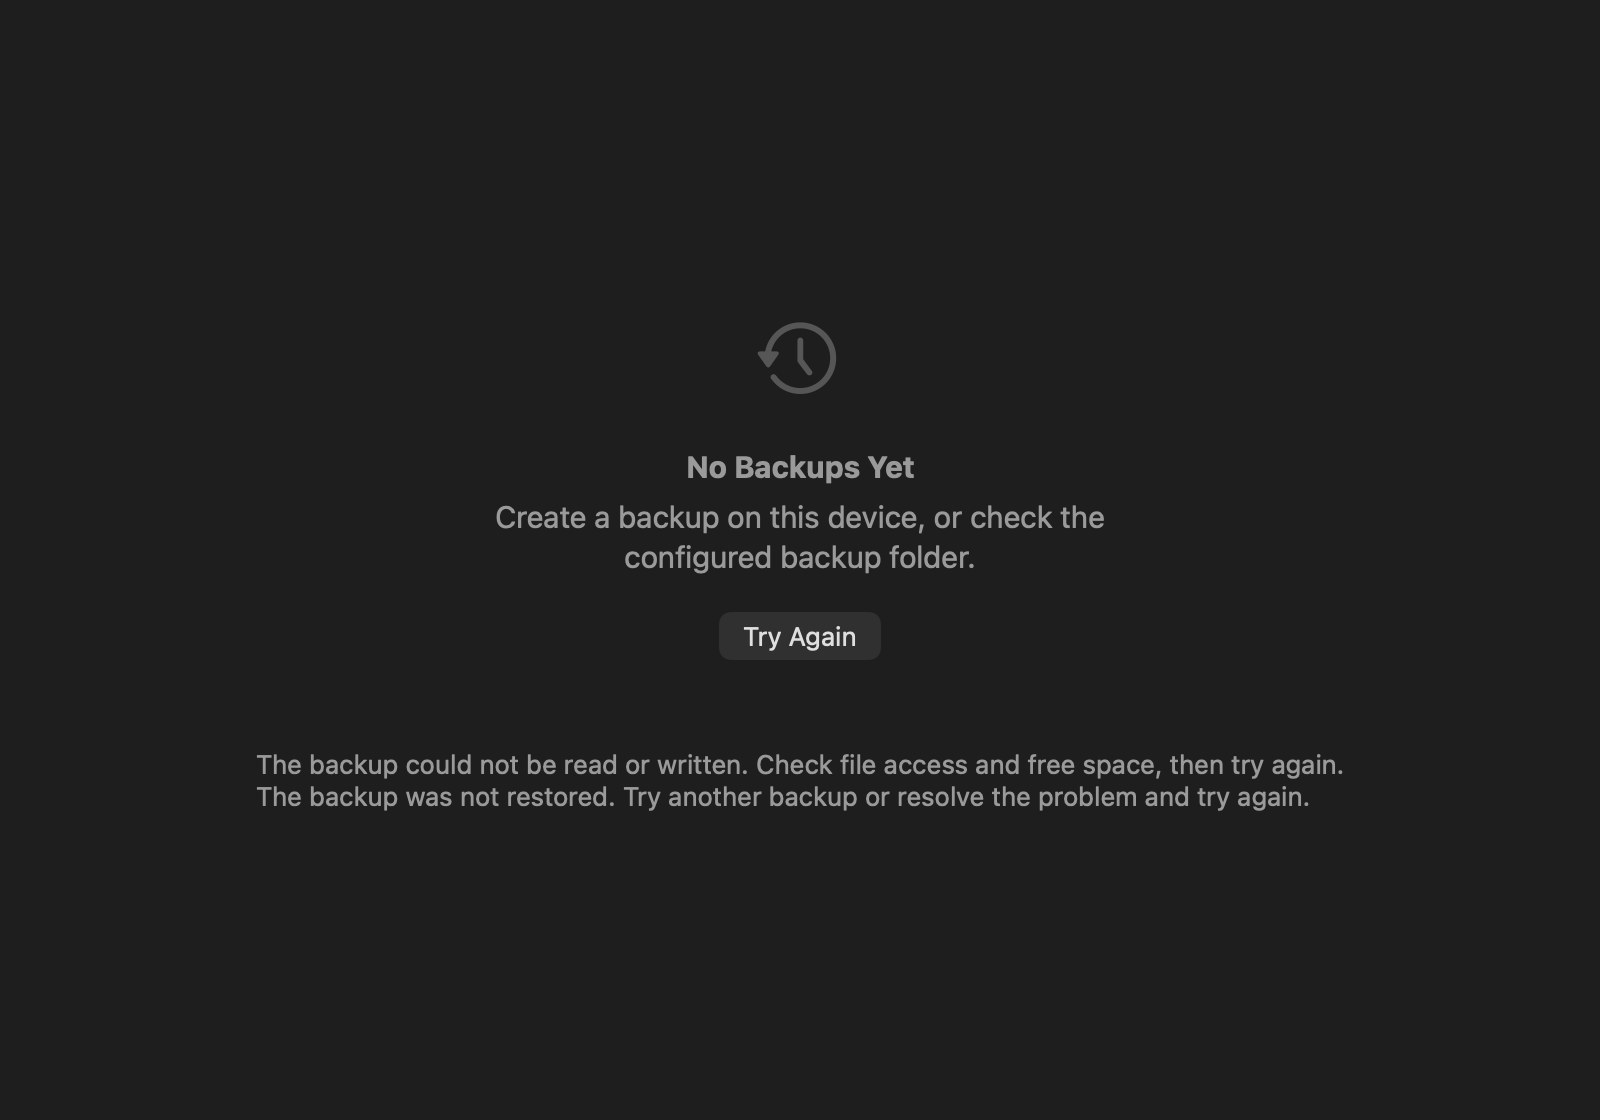 No Backups Yet
Create a backup on this device, or check the
configured backup folder.
Try Again
The backup could not be read or written. Check file access and free space, then try again.
The backup was not restored. Try another backup or resolve the problem and try again.